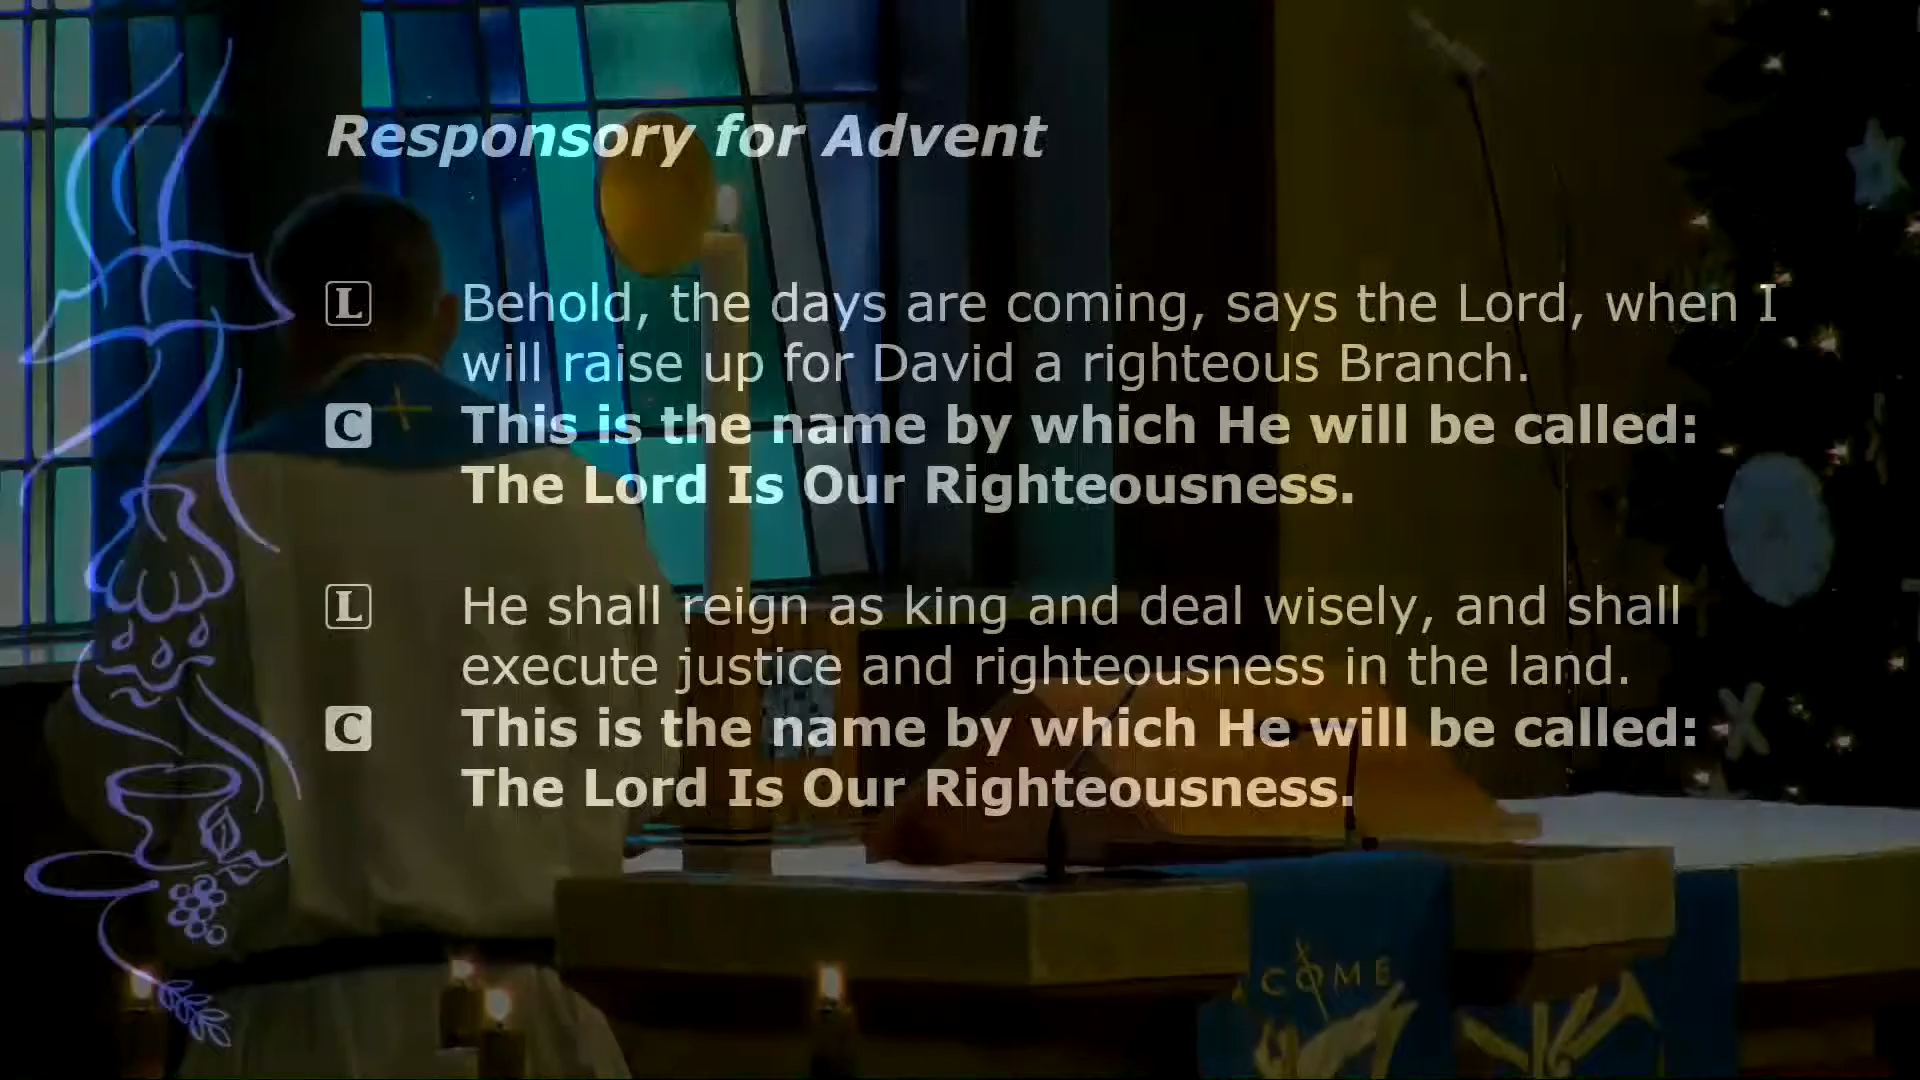 Responsory for Advent
L Behold, the days are coming, says the Lord, when I
will raise up for David a righteous Branch.
C This is the name by which He will be called:
The Lord Is Our Righteousness.
L He shall reign as king and deal wisely, and shall
execute justice and righteousness in the land.
C This is the name by which He will be called:
The Lord Is Our Righteousness.
COME